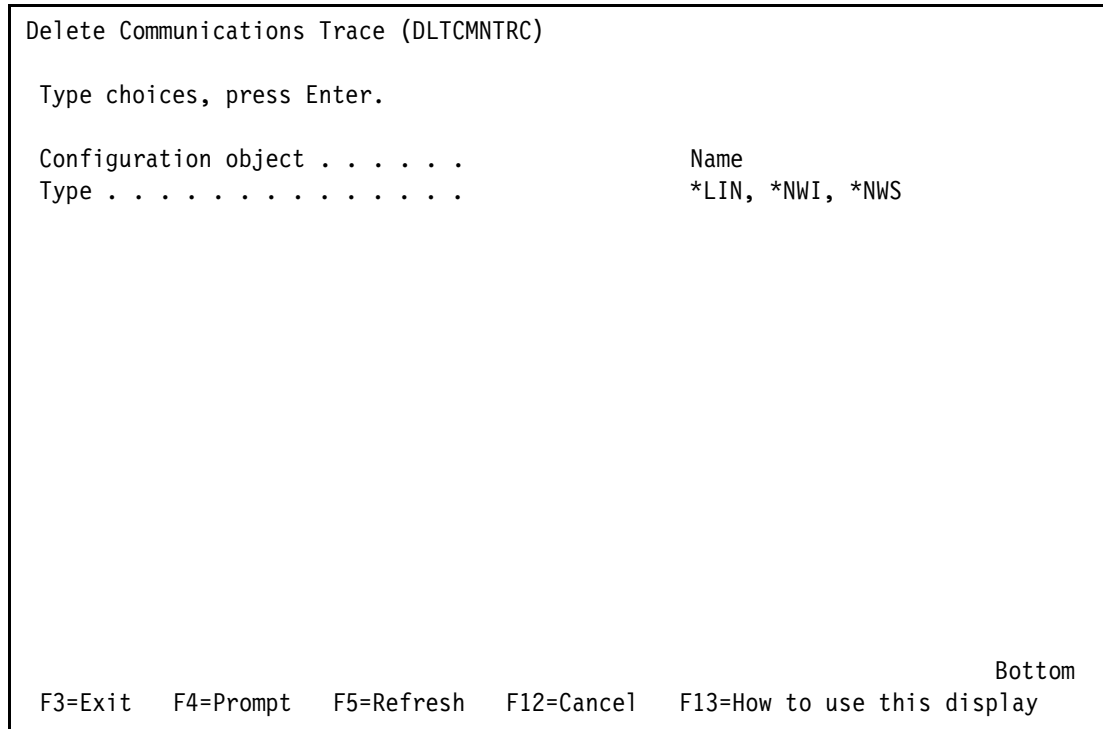 Delete Communications Trace (DLTCMNTRC)
Type choices, press Enter.
Configuration object . . . . . . Name
Type . . . . . . . . . . . . . . *LIN, *NWI, *NWS
Bottom
F3=Exit F4=Prompt F5=Refresh F12=Cancel F13=How to use this display